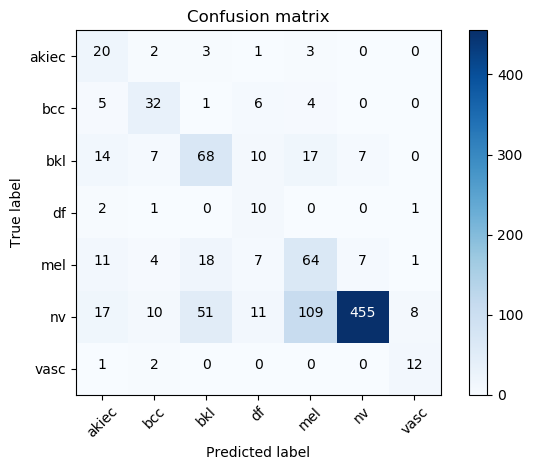 Confusion matrix
akiec 20 2 3 1 3 0 0
bcc 5 32 1 6 4 0 0
bkl 14 7 68 10 17 7 0
df 2 1 0 10 0 0 1
mel 11 4 18 7 64 7 1
nv 17 10 51 11 109 455 8
vasc 1 2 0 0 0 0 12
akiec bcc bkl df mel nv vasc
True label
Predicted label
400
300
200
100
0